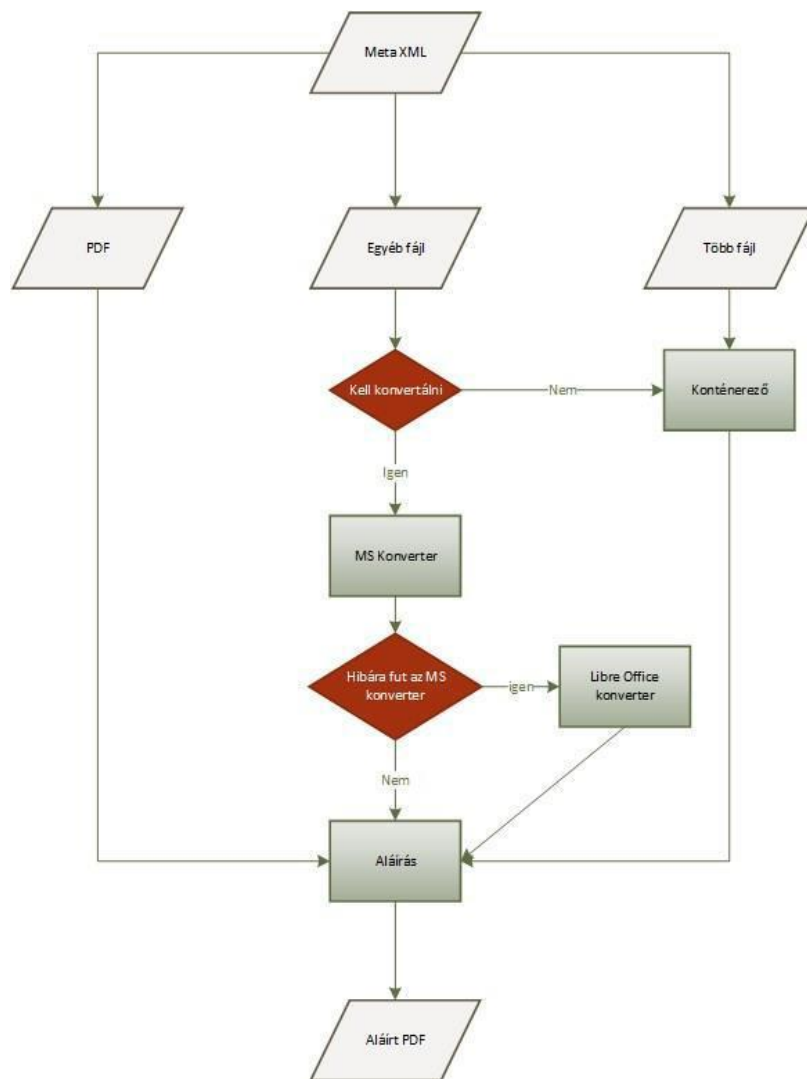 Meta XML
PDF
Egyéb fájl
Több fájl
Kell konvertálni
Nem
Konténerező
Igen
MS Konverter
Hibára fut az MS
konverter
igen
Libre Office
konverter
Nem
Aláírás
Aláírt PDF